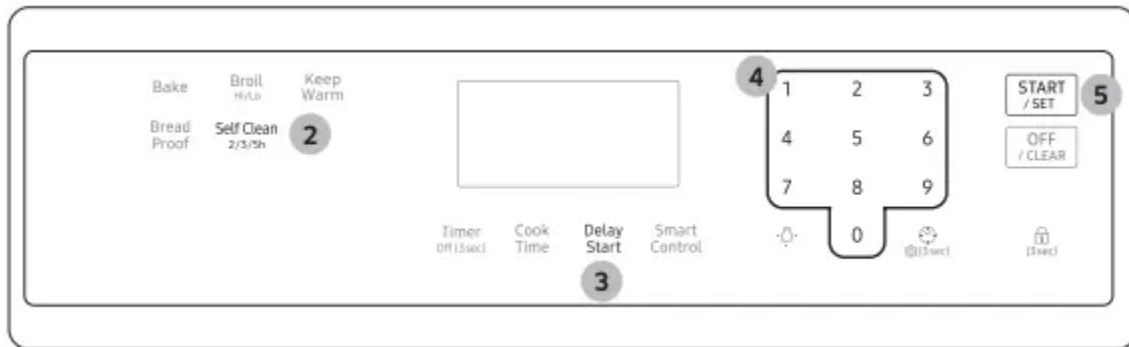 Bake
Broil
Hi/Lo
Keep
Warm
Bread
Proof
Self Clean
2/3/5h
2
Timer
Off (3sec)
Cook
Time
Delay
Start
3
Smart
Control
4
1 2 3
4 5 6
7 8 9
0
(3sec)
START
/ SET
5
OFF
/ CLEAR
(3sec)